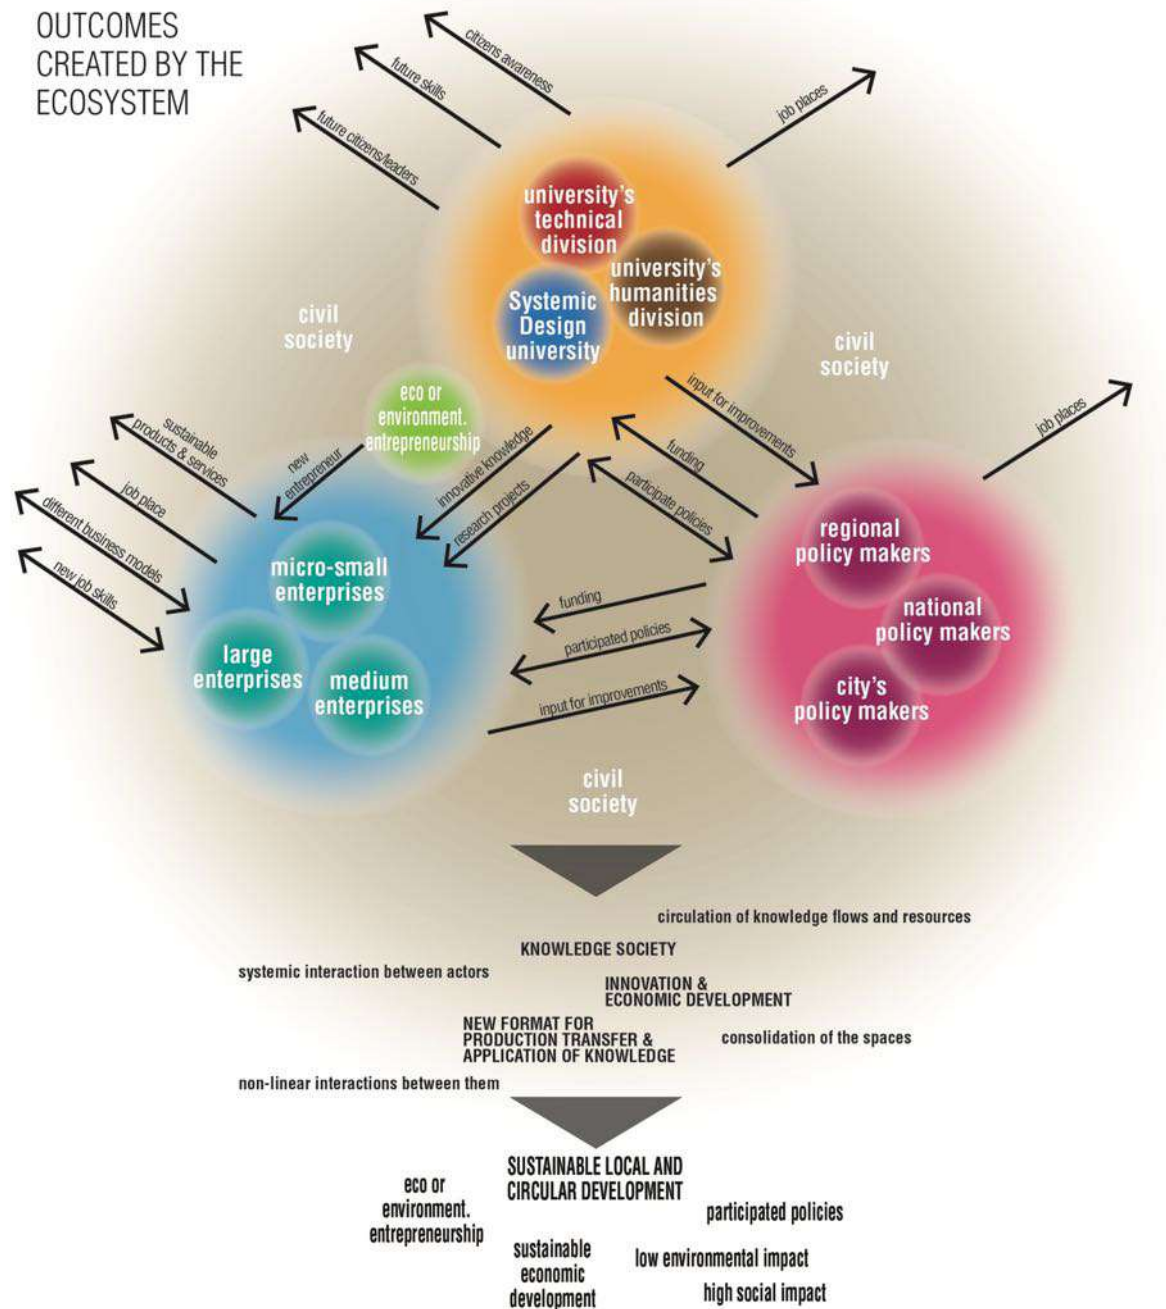 OUTCOMES
CREATED BY THE
ECOSYSTEM
citizens awareness
future skills
future citizens/leaders
job places
university's
technical
division
university's
humanities
division
Systemic
Design
university
civil
society
civil
society
eco or
environment.
entrepreneurship
sustainable
products & services
job place
different business models
new job skills
new
entrepreneur
innovative knowledge
research projects
input for improvements
funding
participate policies
job places
micro-small
enterprises
large
enterprises
medium
enterprises
funding
participated policies
input for improvements
regional
policy makers
national
policy makers
city's
policy makers
civil
society
circulation of knowledge flows and resources
KNOWLEDGE SOCIETY
systemic interaction between actors
INNOVATION &
ECONOMIC DEVELOPMENT
NEW FORMAT FOR
PRODUCTION TRANSFER &
APPLICATION OF KNOWLEDGE
consolidation of the spaces
non-linear interactions between them
SUSTAINABLE LOCAL AND
CIRCULAR DEVELOPMENT
eco or
environment.
entrepreneurship
participated policies
sustainable
economic
development
low environmental impact
high social impact